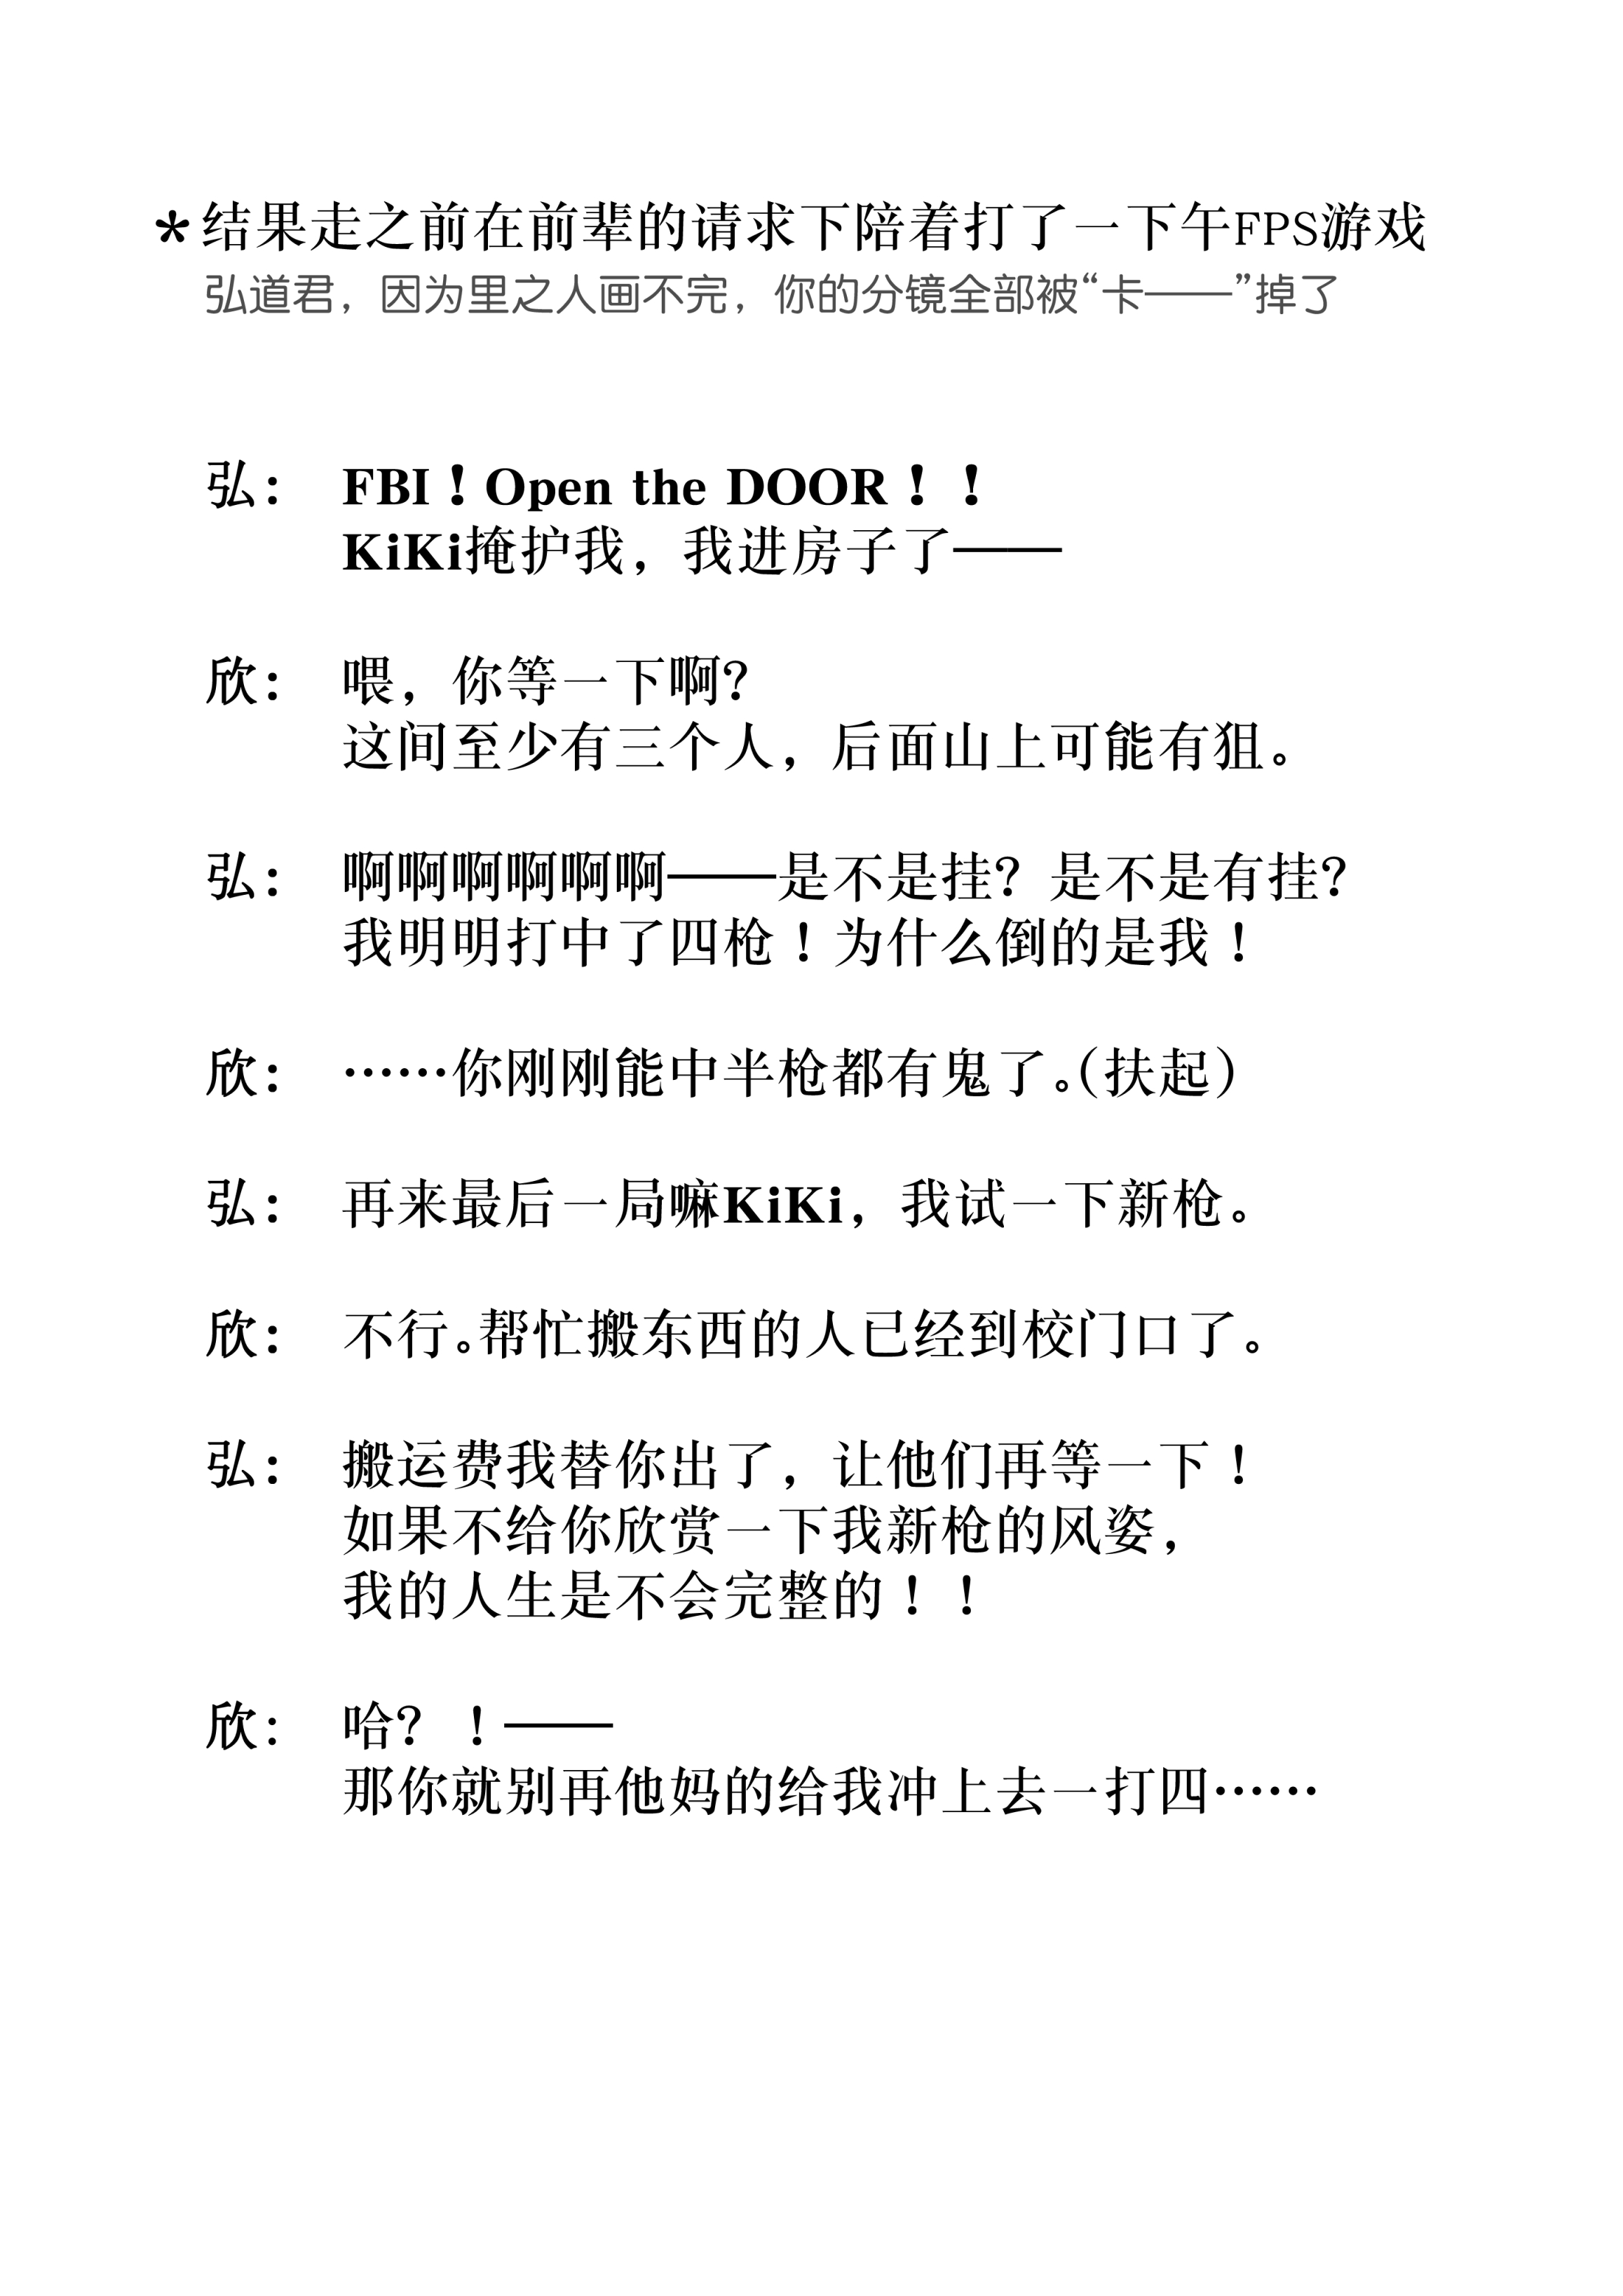 *结果走之前在前辈的请求下陪着打了一下午FPS游戏
弘道君，因为里之人画不完，你的分镜全部被“卡——”掉了
弘： FBI！Open the DOOR！！
KiKi掩护我，我进房子了——
欣： 喂，你等一下啊？
这间至少有三个人，后面山上可能有狙。
弘： 啊啊啊啊啊啊——是不是挂？是不是有挂？
我明明打中了四枪！为什么倒的是我！
欣： ……你刚刚能中半枪都有鬼了。（扶起）
弘： 再来最后一局嘛KiKi，我试一下新枪。
欣： 不行。帮忙搬东西的人已经到校门口了。
弘： 搬运费我替你出了，让他们再等一下！
如果不给你欣赏一下我新枪的风姿，
我的人生是不会完整的！！
欣： 哈？！——
那你就别再他妈的给我冲上去一打四……